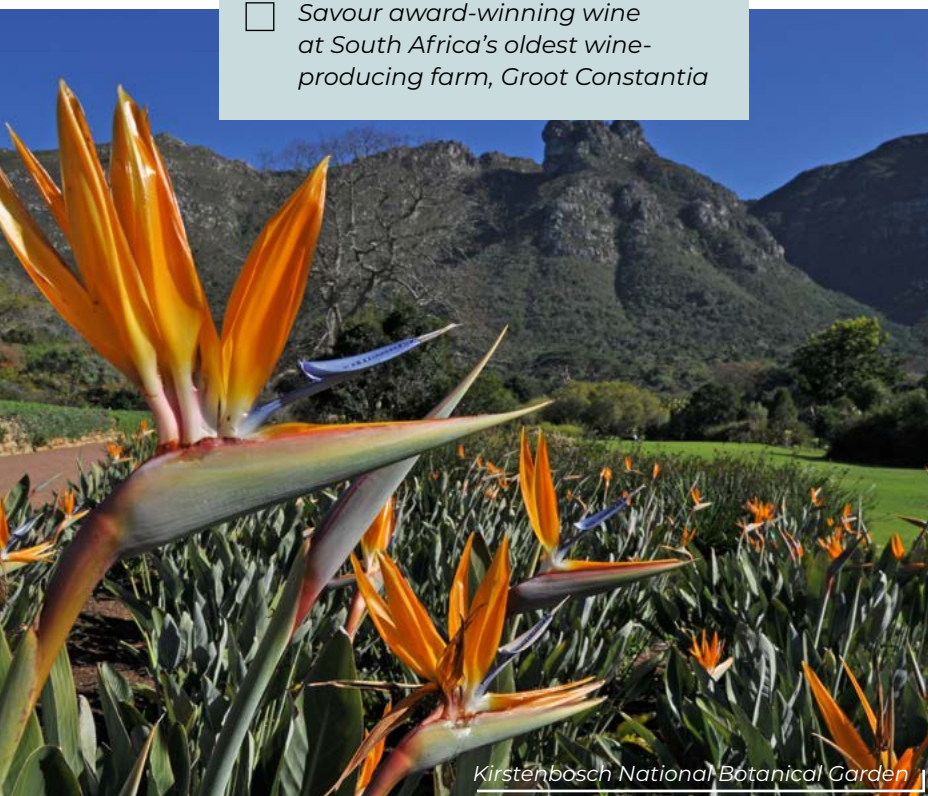 Savour award-winning wine
at South Africa’s oldest wine-
producing farm, Groot Constantia
Kirstenbosch National Botanical Garden